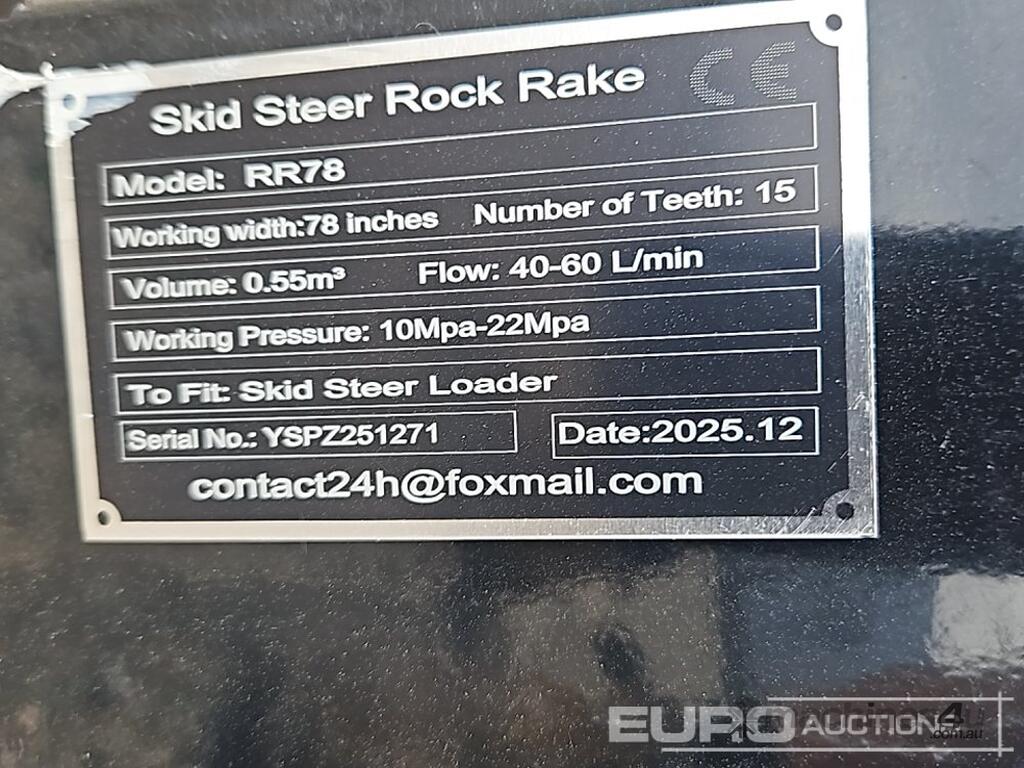 CE
Skid Steer Rock Rake
Model: RR78
Working width:78 inches Number of Teeth: 15
Volume: 0.55m³ Flow: 40-60 L/min
Working Pressure: 10Mpa-22Mpa
To Fit: Skid Steer Loader
Serial No.: YSPZ251271 Date:2025.12
contact24h@foxmail.com
EURO AUCTIONS
machines4u
.com.au